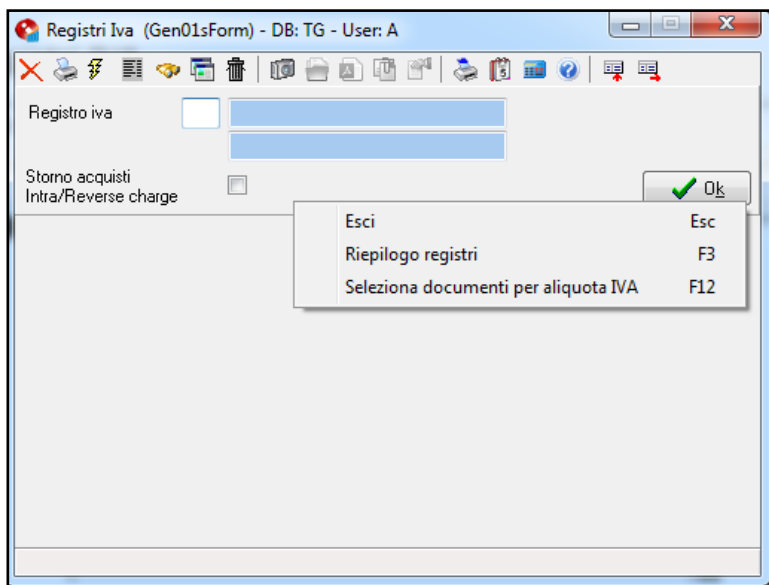 Registri Iva (Gen01sForm) - DB: TG - User: A
Registro iva
Storno acquisti
Intra/Reverse charge
Ok
Esci Esc
Riepilogo registri F3
Seleziona documenti per aliquota IVA F12